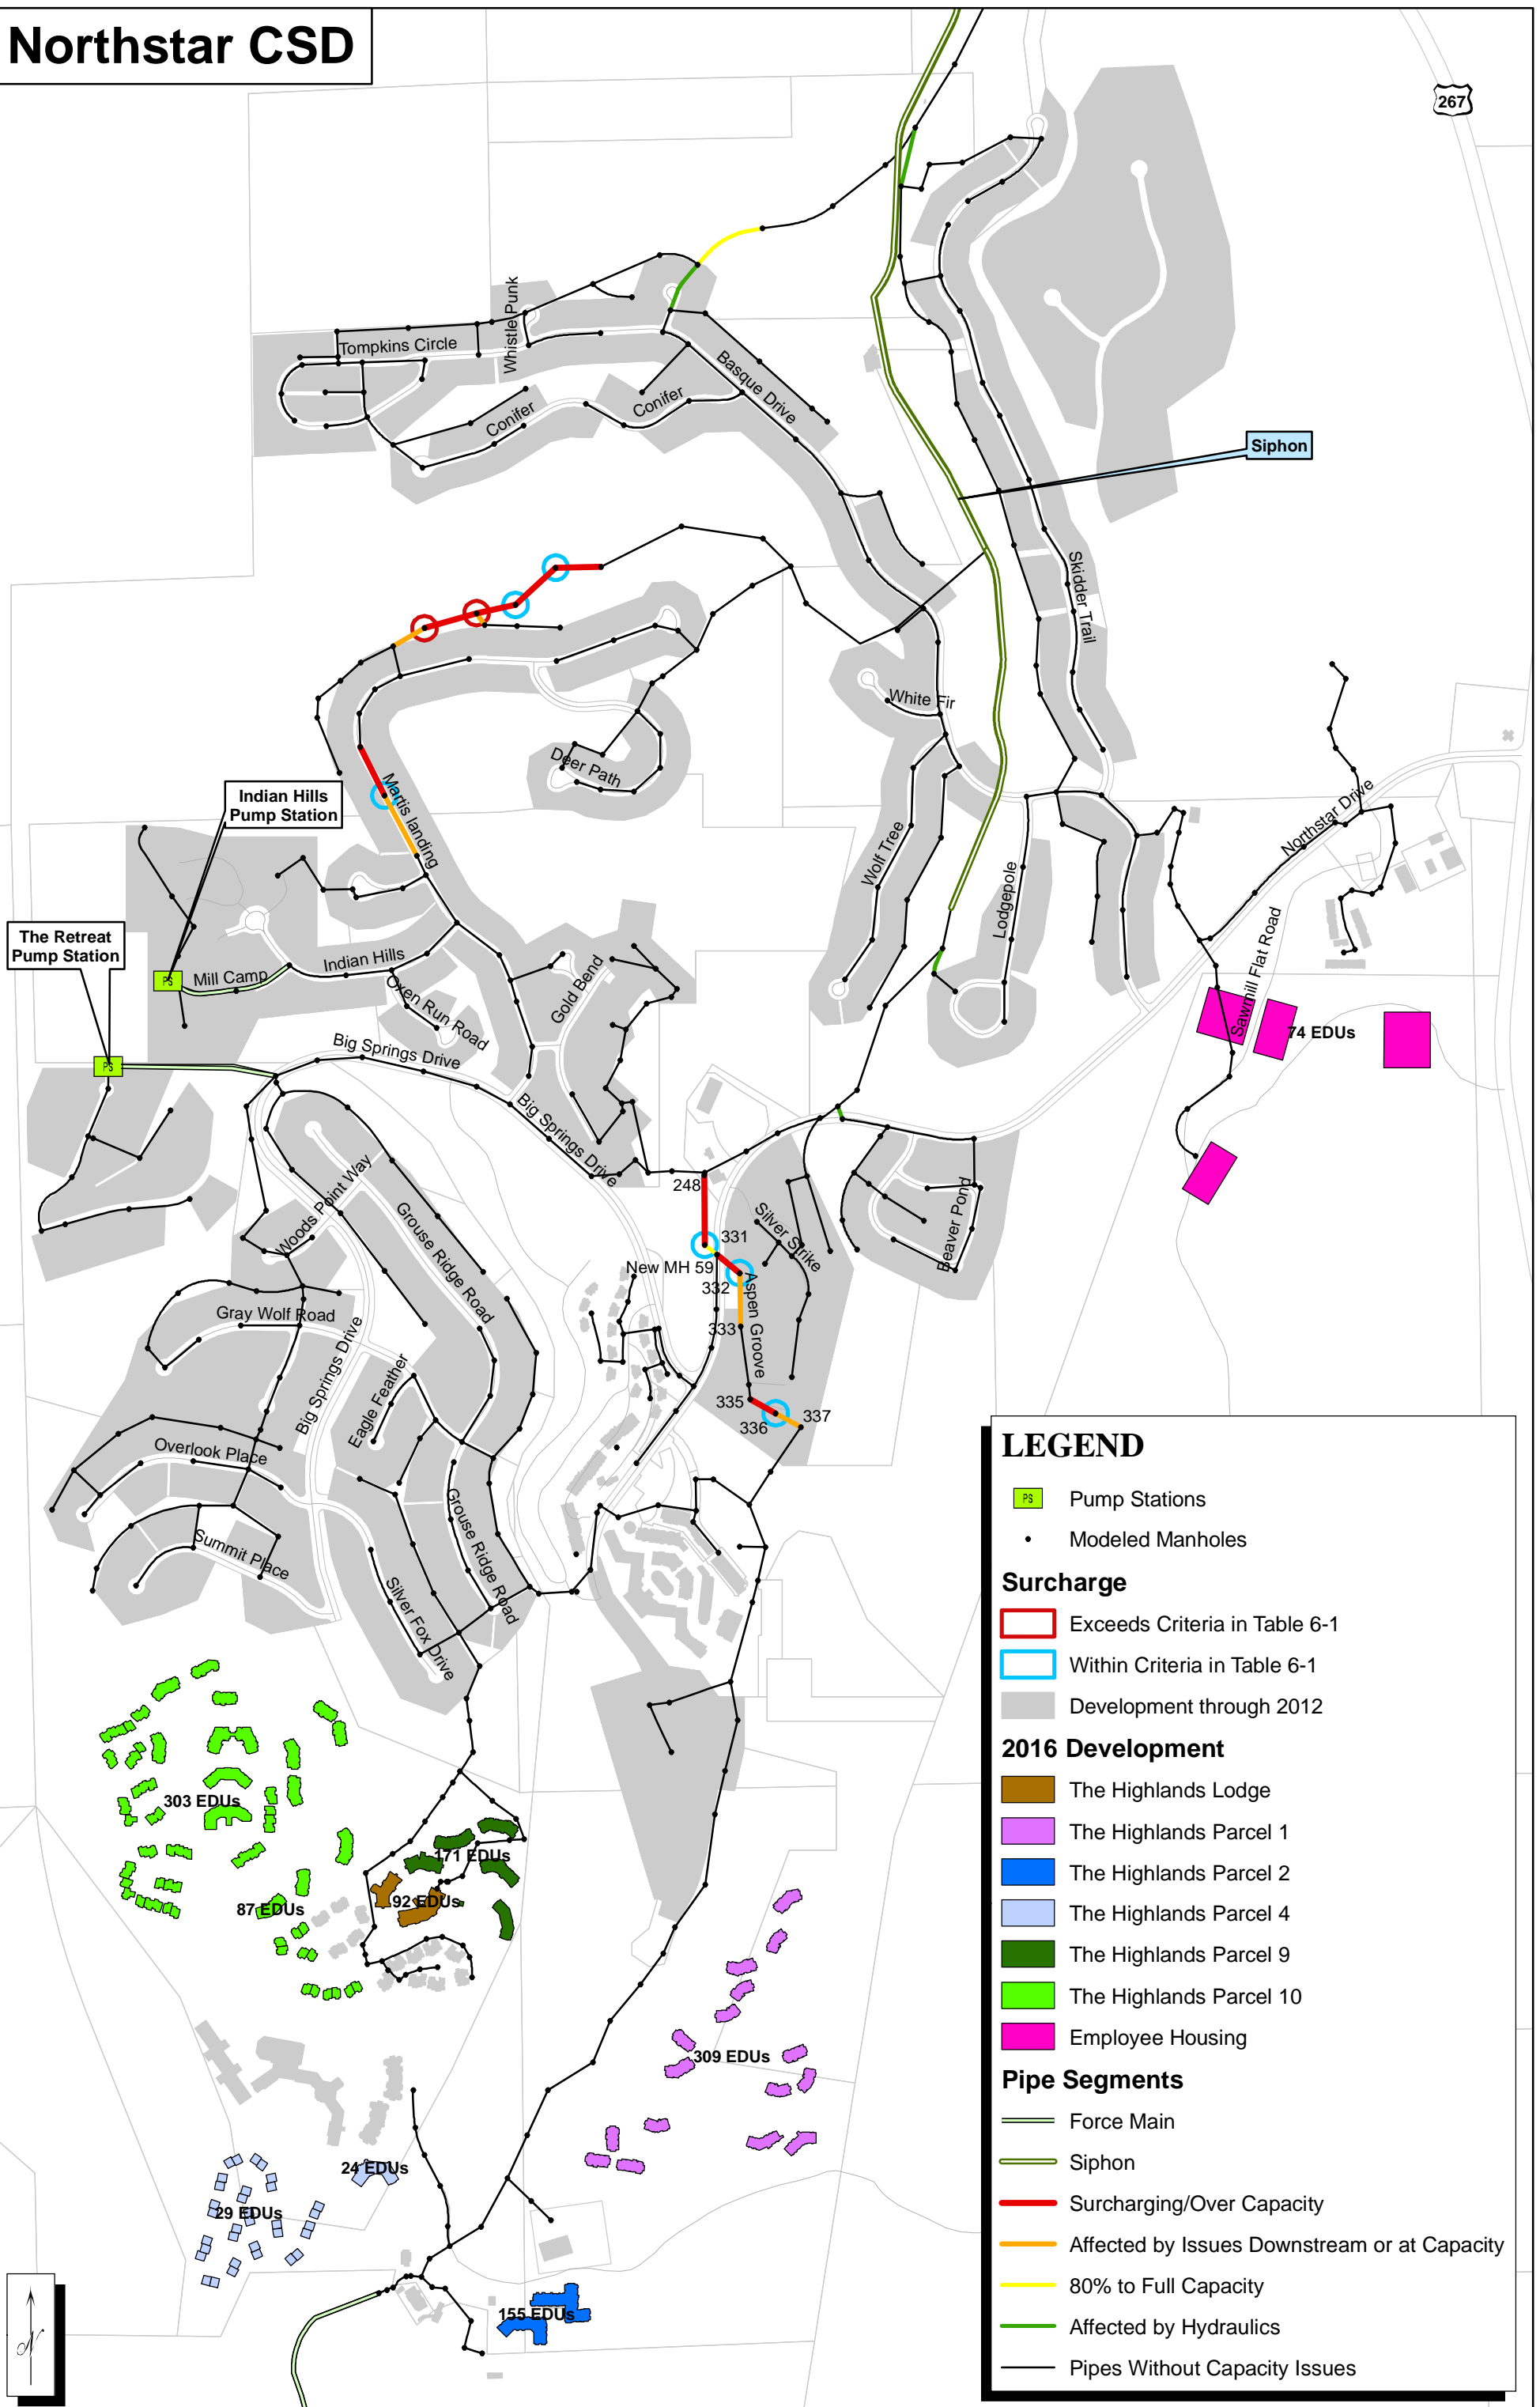 Northstar CSD
267
Whistle Punk
Tompkins Circle
Basque Drive
Conifer
Conifer
Siphon
Skidder Trail
White Fir
Deer Path
Martis landing
Indian Hills
Pump Station
Northstar Drive
Wolf Tree
Lodgepole
The Retreat
Pump Station
Indian Hills
PS
Mill Camp
Gold Bend
Oxen Run Road
Sawmill Flat Road
74 EDUs
Big Springs Drive
PS
Big Springs Drive
248
Woods Point Way
Grouse Ridge Road
Silver Strike
Beaver Pond
331
New MH 59
332
Aspen Groove
333
Gray Wolf Road
Big Springs Drive
Eagle Feather
335
336
337
Overlook Place
Summit Place
Grouse Ridge Road
Silver Fox Drive
303 EDUs
171 EDUs
92 EDUs
87 EDUs
309 EDUs
24 EDUs
29 EDUs
155 EDUs
N
LEGEND
PS Pump Stations
Modeled Manholes
Surcharge
Exceeds Criteria in Table 6-1
Within Criteria in Table 6-1
Development through 2012
2016 Development
The Highlands Lodge
The Highlands Parcel 1
The Highlands Parcel 2
The Highlands Parcel 4
The Highlands Parcel 9
The Highlands Parcel 10
Employee Housing
Pipe Segments
Force Main
Siphon
Surcharging/Over Capacity
Affected by Issues Downstream or at Capacity
80% to Full Capacity
Affected by Hydraulics
Pipes Without Capacity Issues